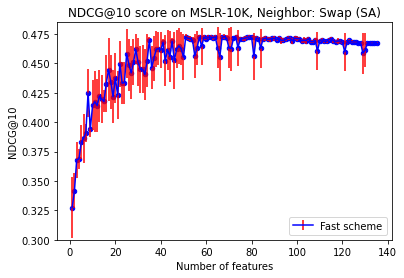 NDCG@10 score on MSLR-10K, Neighbor: Swap (SA)
0.475
0.450
0.425
0.400
0.375
0.350
0.325
0.300
NDCG@10
Fast scheme
0 20 40 60 80 100 120 140
Number of features